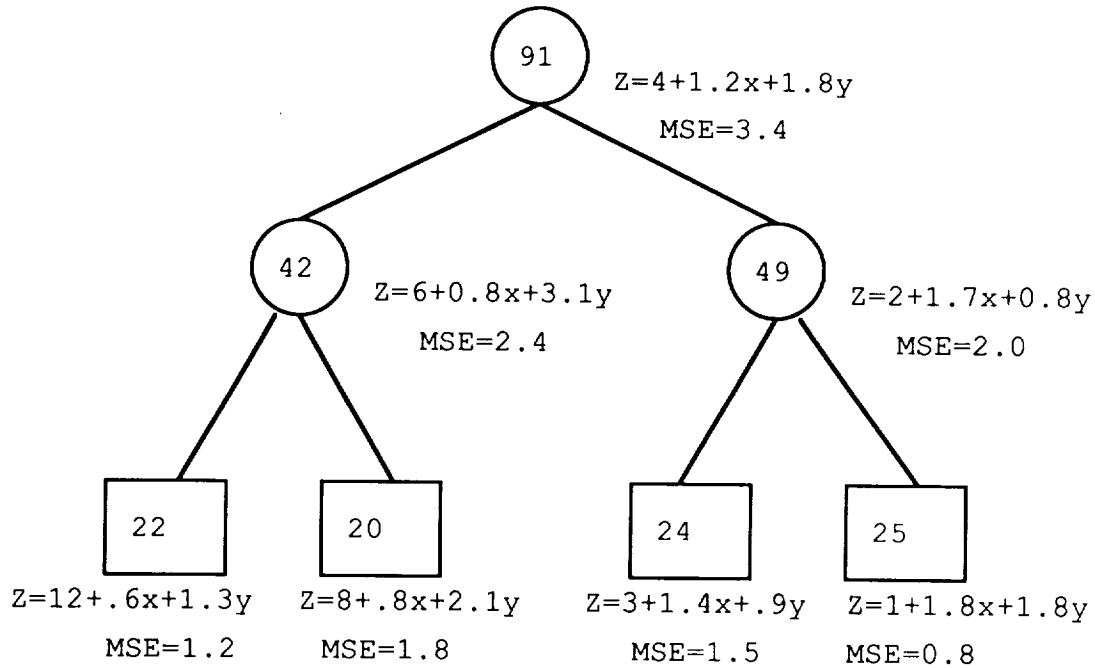 91
Z=4+1.2x+1.8y
MSE=3.4
42
Z=6+0.8x+3.1y
MSE=2.4
49
Z=2+1.7x+0.8y
MSE=2.0
22
Z=12+.6x+1.3y
MSE=1.2
20
Z=8+.8x+2.1y
MSE=1.8
24
Z=3+1.4x+.9y
MSE=1.5
25
Z=1+1.8x+1.8y
MSE=0.8